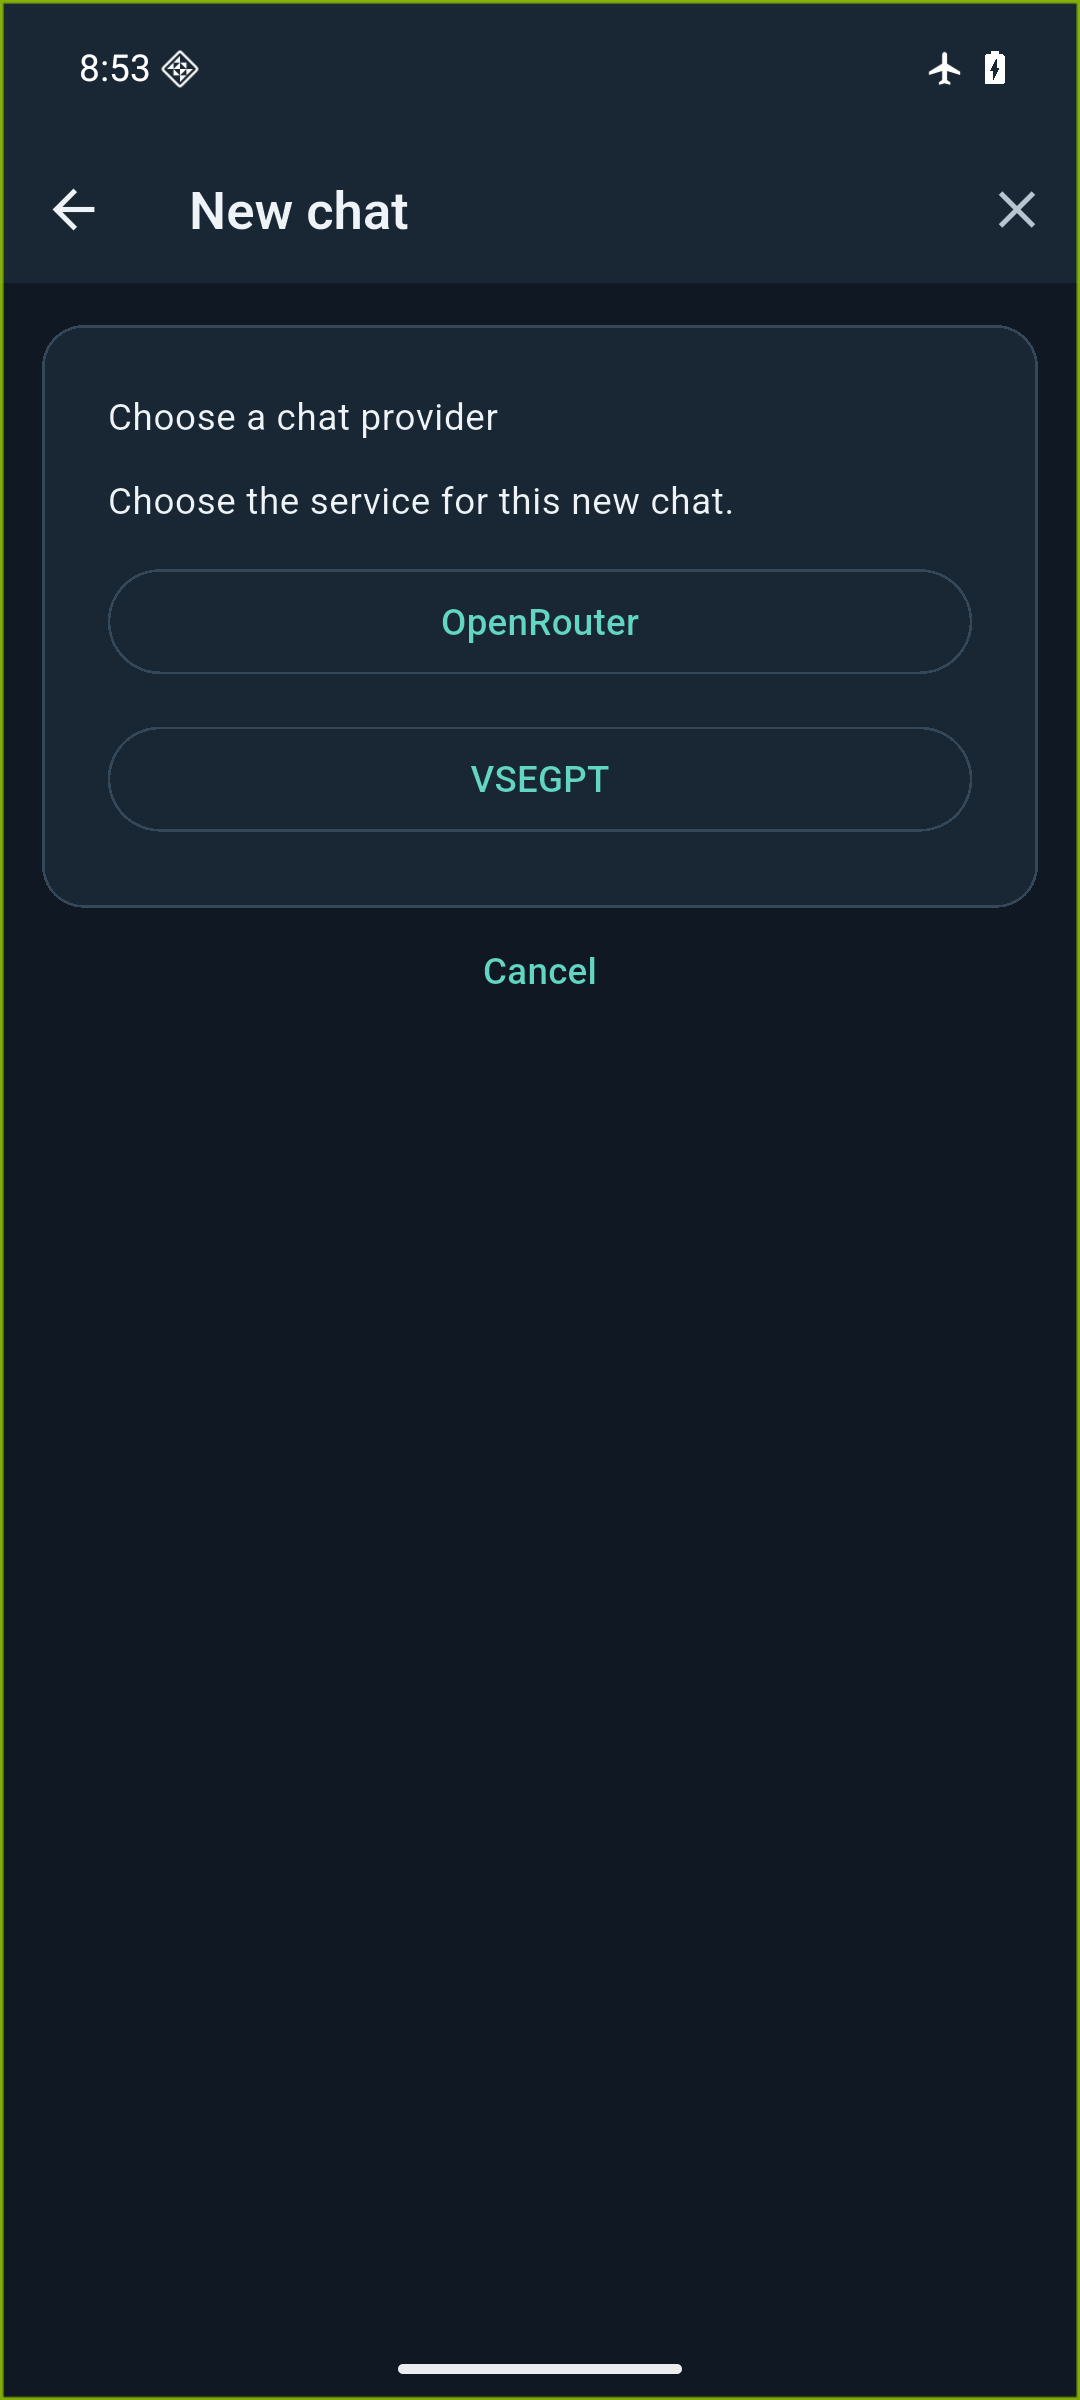 8:53
New chat
Choose a chat provider
Choose the service for this new chat.
OpenRouter
VSEGPT
Cancel